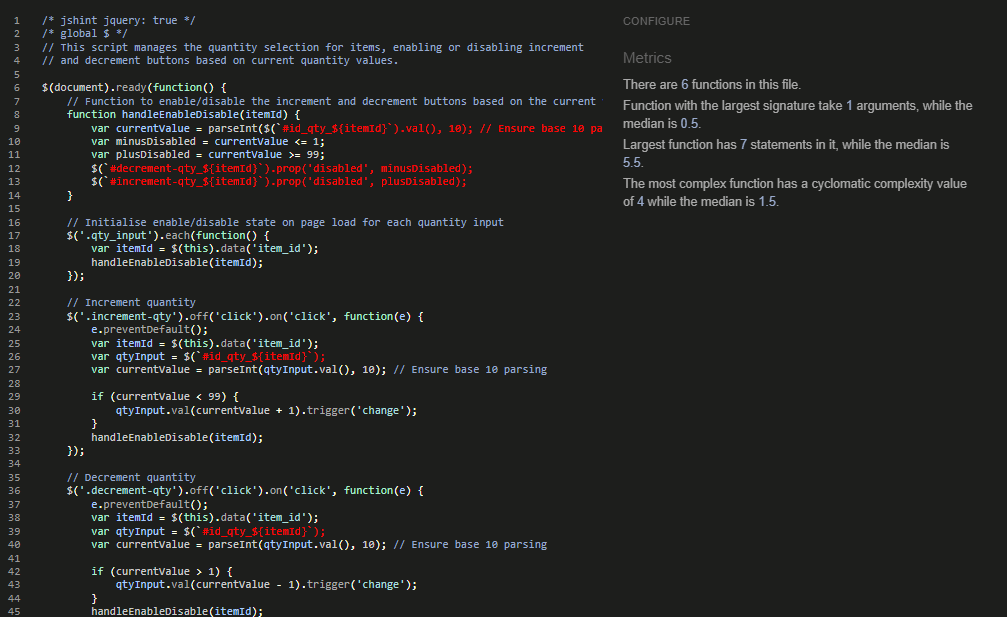 1 /* jshint jquery: true */
2 /* global $ */
3 // This script manages the quantity selection for items, enabling or disabling increment
4 // and decrement buttons based on current quantity values.
5
6 $(document).ready(function() {
7 // Function to enable/disable the increment and decrement buttons based on the current
8 function handleEnableDisable(itemId) {
9 var currentValue = parseInt($(`#id_qty_${itemId}`).val(), 10); // Ensure base 10 pa
10 var minusDisabled = currentValue <= 1;
11 var plusDisabled = currentValue >= 99;
12 $(`#decrement-qty_${itemId}`).prop('disabled', minusDisabled);
13 $(`#increment-qty_${itemId}`).prop('disabled', plusDisabled);
14 }
15
16 // Initialise enable/disable state on page load for each quantity input
17 $('.qty_input').each(function() {
18 var itemId = $(this).data('item_id');
19 handleEnableDisable(itemId);
20 });
21
22 // Increment quantity
23 $('.increment-qty').off('click').on('click', function(e) {
24 e.preventDefault();
25 var itemId = $(this).data('item_id');
26 var qtyInput = $(`#id_qty_${itemId}`);
27 var currentValue = parseInt(qtyInput.val(), 10); // Ensure base 10 parsing
28
29 if (currentValue < 99) {
30 qtyInput.val(currentValue + 1).trigger('change');
31 }
32 handleEnableDisable(itemId);
33 });
34
35 // Decrement quantity
36 $('.decrement-qty').off('click').on('click', function(e) {
37 e.preventDefault();
38 var itemId = $(this).data('item_id');
39 var qtyInput = $(`#id_qty_${itemId}`);
40 var currentValue = parseInt(qtyInput.val(), 10); // Ensure base 10 parsing
41
42 if (currentValue > 1) {
43 qtyInput.val(currentValue - 1).trigger('change');
44 }
45 handleEnableDisable(itemId);
CONFIGURE
Metrics
There are 6 functions in this file.
Function with the largest signature take 1 arguments, while the
median is 0.5.
Largest function has 7 statements in it, while the median is
5.5.
The most complex function has a cyclomatic complexity value
of 4 while the median is 1.5.